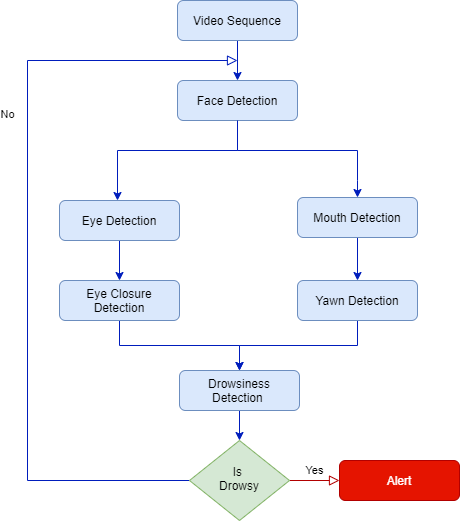 Video Sequence
Face Detection
No
Eye Detection
Mouth Detection
Eye Closure
Detection
Yawn Detection
Drowsiness
Detection
Is
Drowsy
Yes
Alert